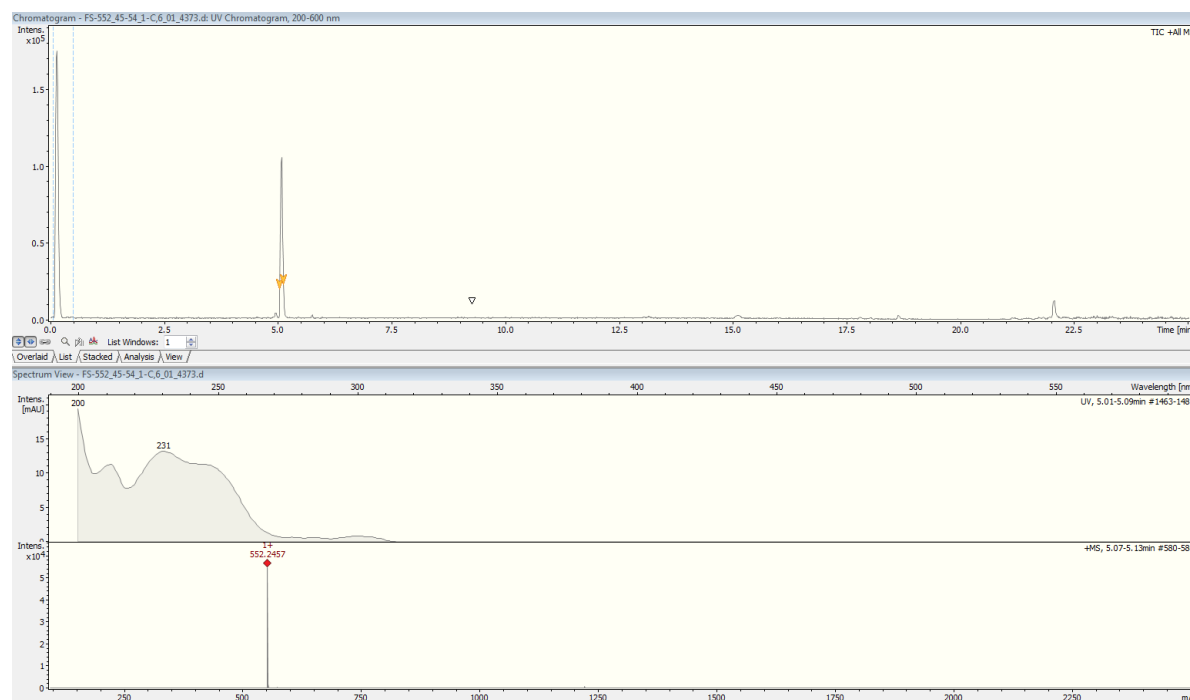 Chromatogram - FS-552_45-54_1-C,6_01_4373.d: UV Chromatogram, 200-600 nm
Intens.
x10⁵
TIC +All M
1.5
1.0
0.5
0.0
0.0 2.5 5.0 7.5 10.0 12.5 15.0 17.5 20.0 22.5 Time [min
List Windows: 1
Overlaid List Stacked Analysis View
Spectrum View - FS-552_45-54_1-C,6_01_4373.d
200 250 300 350 400 450 500 550 Wavelength [nm
Intens.
[mAU]
200
UV, 5.01-5.09min #1463-148
231
15
10
5
0
Intens.
x10⁴
1+
552.2457
+MS, 5.07-5.13min #580-58
5
4
3
2
1
0
250 500 750 1000 1250 1500 1750 2000 2250